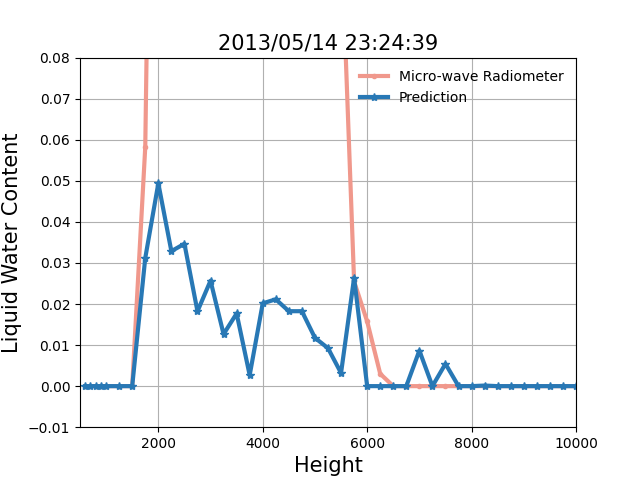 2013/05/14 23:24:39
Micro-wave Radiometer
Prediction
Liquid Water Content
0.08
0.07
0.06
0.05
0.04
0.03
0.02
0.01
0.00
−0.01
2000 4000 6000 8000 10000
Height